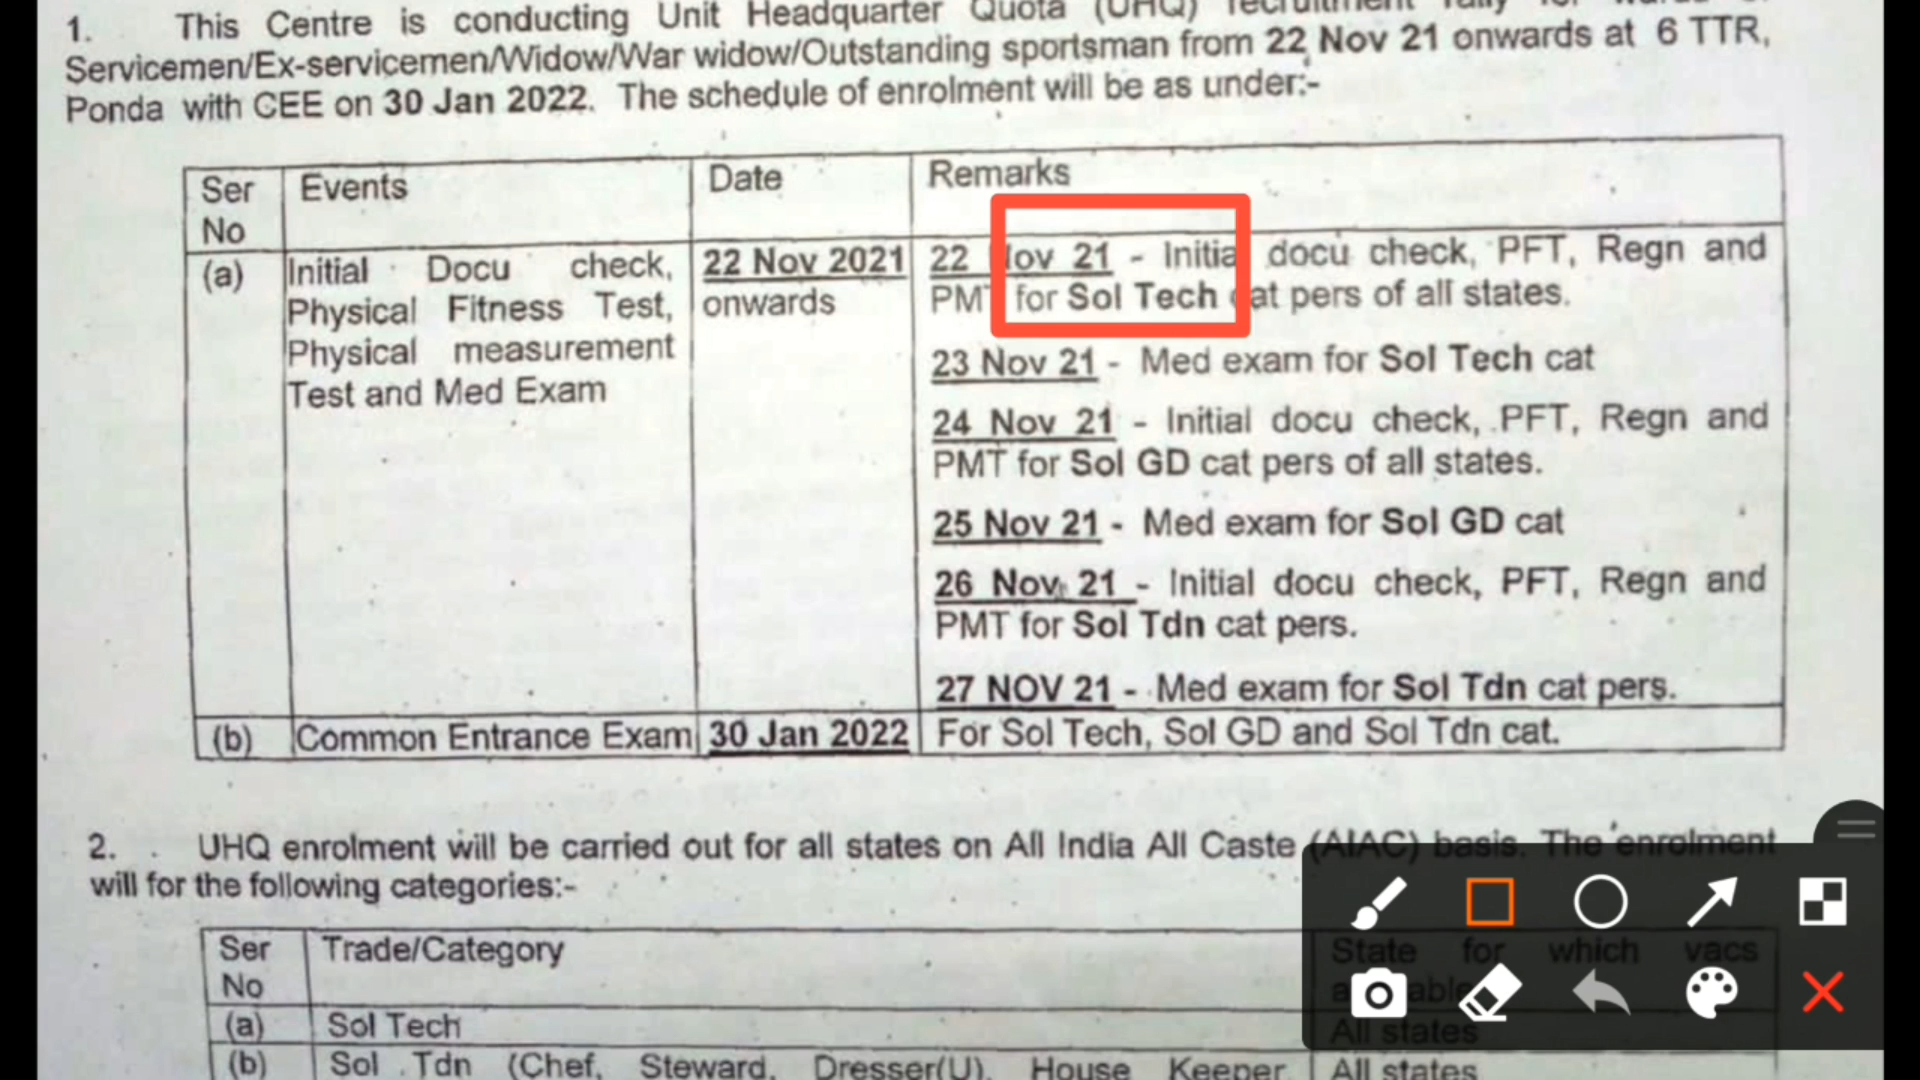 1. This Centre is conducting Unit Headquarter Quota (UHQ) recruitment rally
Servicemen/Ex-servicemen/Widow/War widow/Outstanding sportsman from 22 Nov 21 onwards at 6 TTR,
Ponda with CEE on 30 Jan 2022. The schedule of enrolment will be as under:-
Ser No Events Date Remarks
(a) Initial Docu check, Physical Fitness Test, Physical measurement Test and Med Exam
22 Nov 2021 onwards
22 Nov 21 - Initial docu check, PFT, Regn and
PMT for Sol Tech cat pers of all states.
23 Nov 21 - Med exam for Sol Tech cat
24 Nov 21 - Initial docu check, PFT, Regn and
PMT for Sol GD cat pers of all states.
25 Nov 21 - Med exam for Sol GD cat
26 Nov 21 - Initial docu check, PFT, Regn and
PMT for Sol Tdn cat pers.
27 NOV 21 - Med exam for Sol Tdn cat pers.
(b) Common Entrance Exam 30 Jan 2022 For Sol Tech, Sol GD and Sol Tdn cat.
2. UHQ enrolment will be carried out for all states on All India All Caste (AIAC) basis. The enrolment
will for the following categories:-
Ser No Trade/Category State for which vacs
(a) Sol Tech All states
(b) Sol Tdn (Chef, Steward, Dresser(U), House Keeper All states